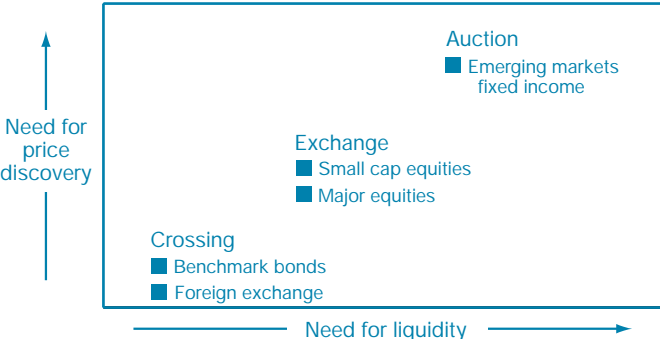 Auction
Emerging markets
fixed income
Need for
price
discovery
Exchange
Small cap equities
Major equities
Crossing
Benchmark bonds
Foreign exchange
Need for liquidity